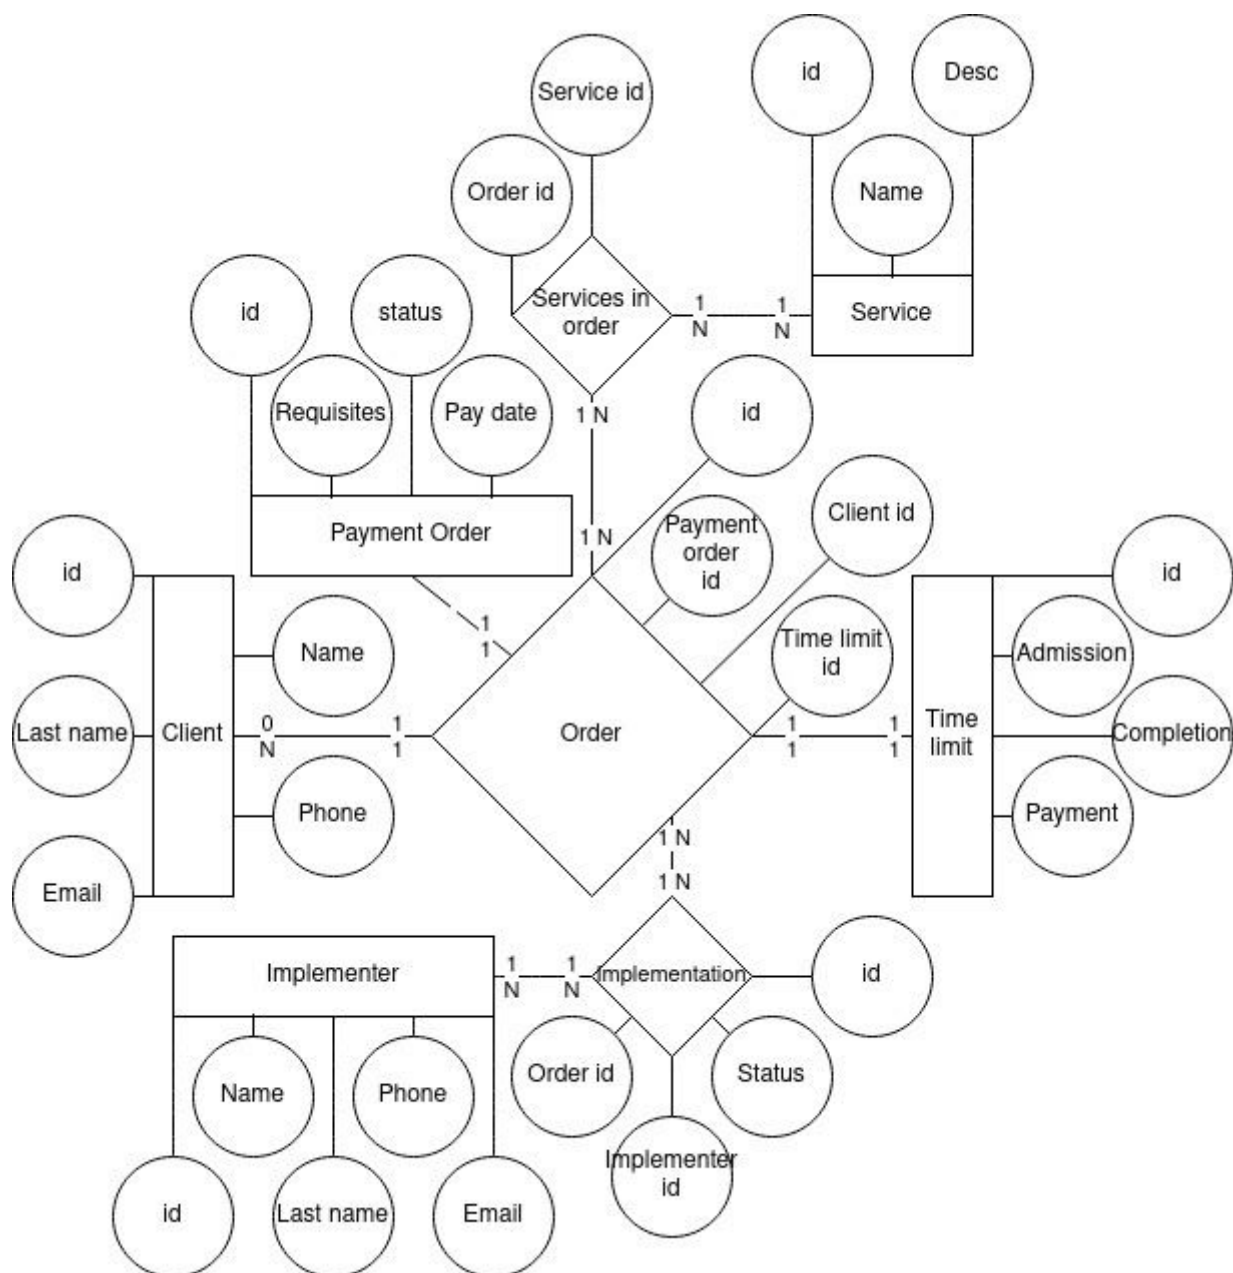 id
Desc
Service id
Order id
Name
id
status
Services in
order
1
N
1
N
Service
Requisites
Pay date
1 N
id
Payment Order
1 N
Payment
order
id
Client id
id
Name
1
1
Time limit
id
id
Admission
Last name
Client
0
N
1
1
Order
1
1
1
1
Time
limit
Completion
Phone
Payment
1 N
1 N
Email
Implementer
1
N
1
N
Implementation
id
Name
Phone
Order id
Status
Implementer
id
id
Last name
Email